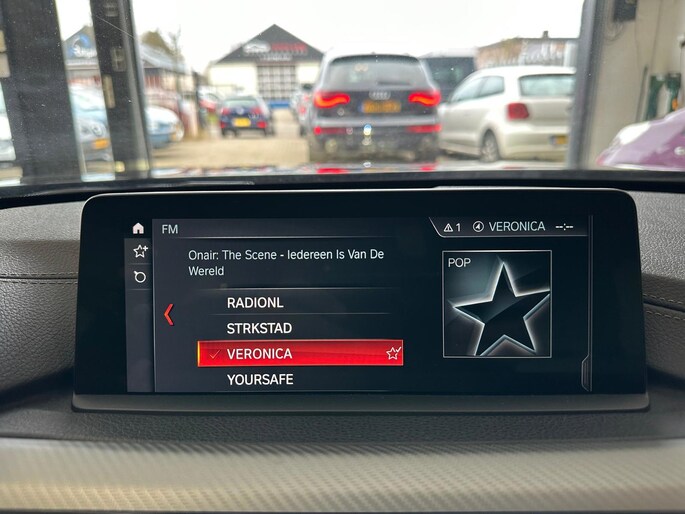 FM
1 VERONICA --:--
Onair: The Scene - Iedereen Is Van De
Wereld
POP
RADIONL
STRKSTAD
VERONICA
YOURSAFE